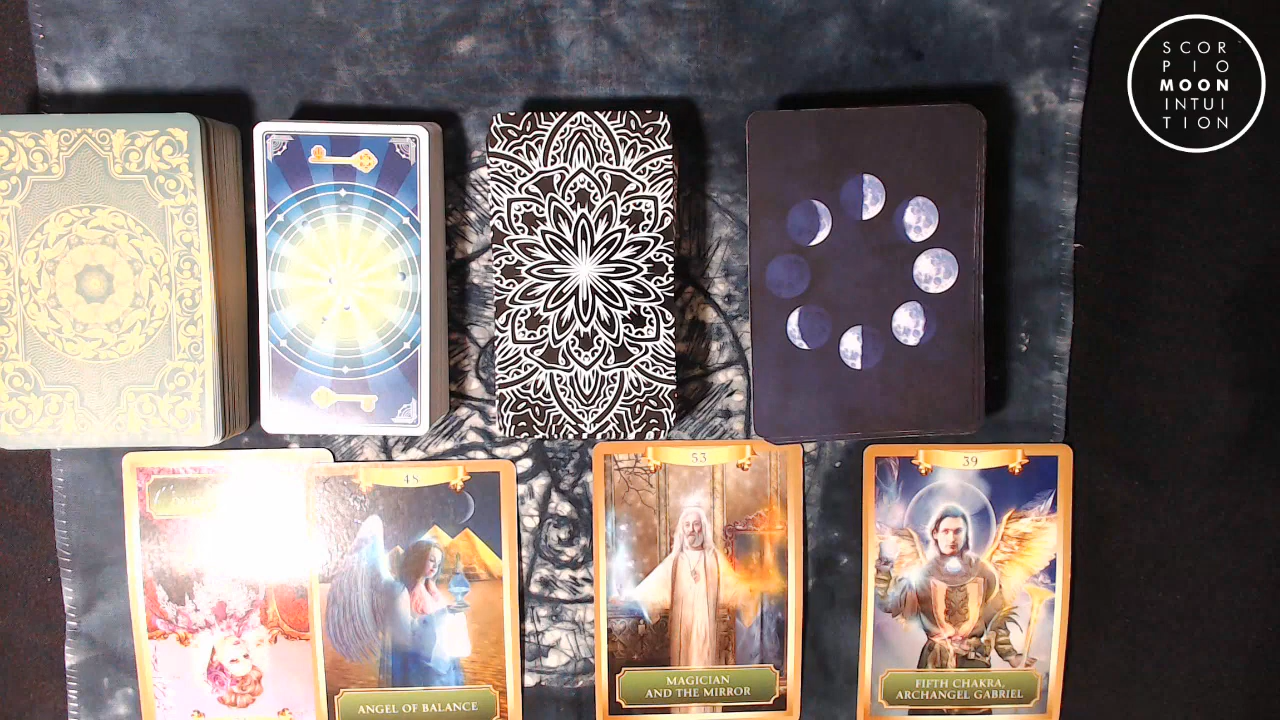 SCOR
PIO
MOON
INTUI
TION
48
ANGEL OF BALANCE
53
MAGICIAN
AND THE MIRROR
39
FIFTH CHAKRA,
ARCHANGEL GABRIEL